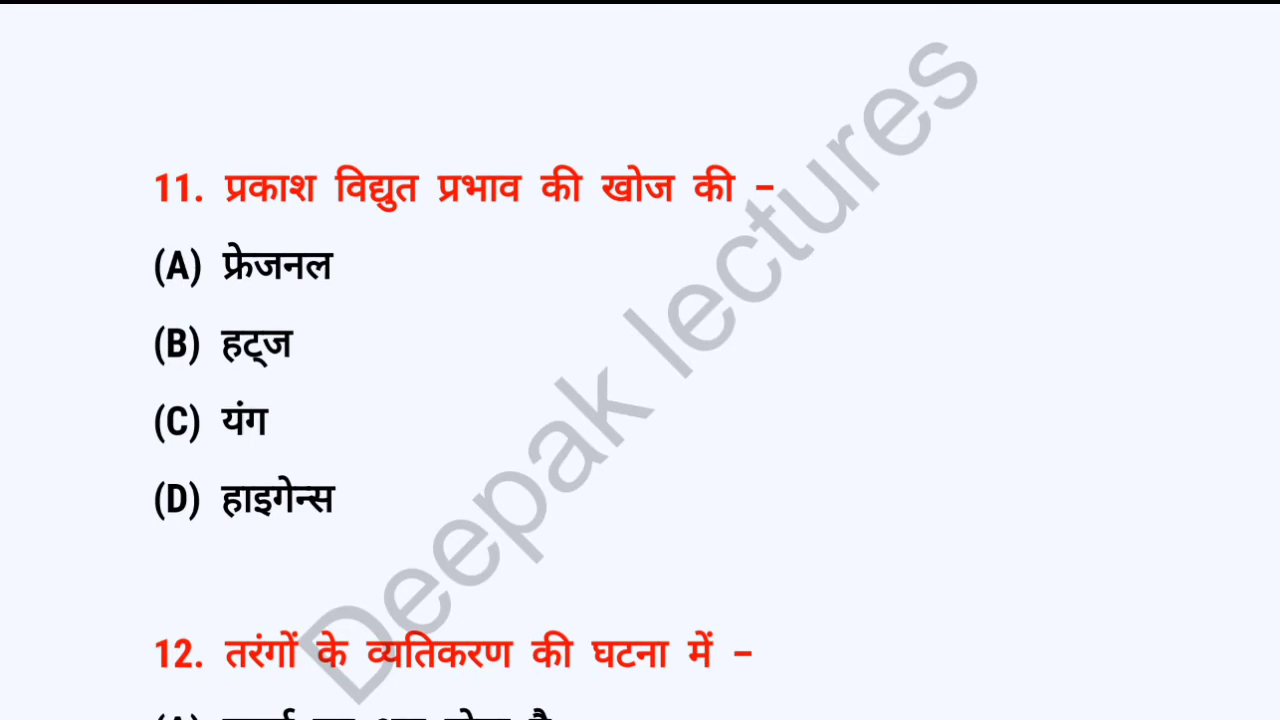 11. प्रकाश विद्युत प्रभाव की खोज की –
(A) फ्रेजनल
(B) हट्ज
(C) यंग
(D) हाइगेन्स
Deepak lectures
12. तरंगों के व्यतिकरण की घटना में –